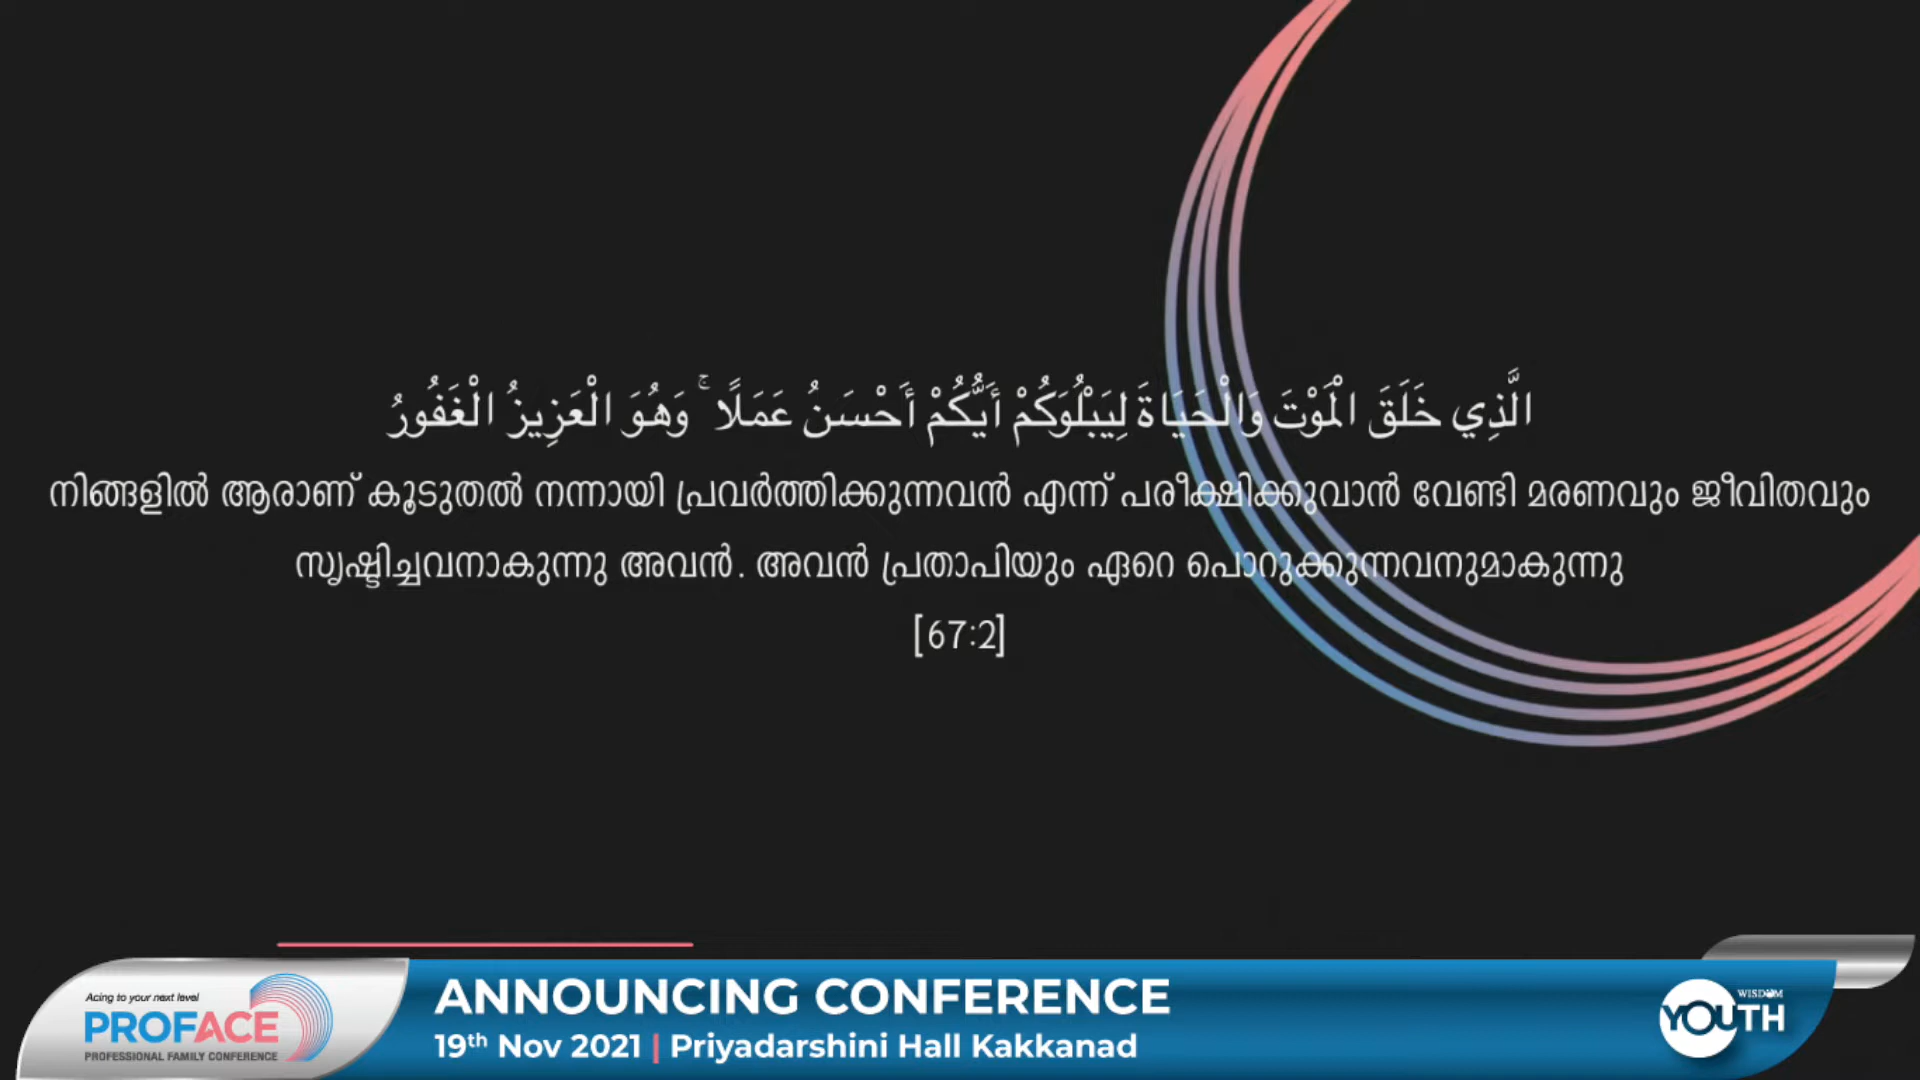 الَّذِي خَلَقَ الْمَوْتَ وَالْحَيَاةَ لِيَبْلُوَكُمْ أَيُّكُمْ أَحْسَنُ عَمَلًا ۚ وَهُوَ الْعَزِيزُ الْغَفُورُ
നിങ്ങളിൽ ആരാണ് കൂടുതൽ നന്നായി പ്രവർത്തിക്കുന്നവൻ എന്ന് പരീക്ഷിക്കുവാൻ വേണ്ടി മരണവും ജീവിതവും
സൃഷ്ടിച്ചവനാകുന്നു അവൻ. അവൻ പ്രതാപിയും ഏറെ പൊറുക്കുന്നവനുമാകുന്നു
[67:2]
Acing to your next level
PROFACE
PROFESSIONAL FAMILY CONFERENCE
ANNOUNCING CONFERENCE
19th Nov 2021 | Priyadarshini Hall Kakkanad
WISDOM
YOUTH